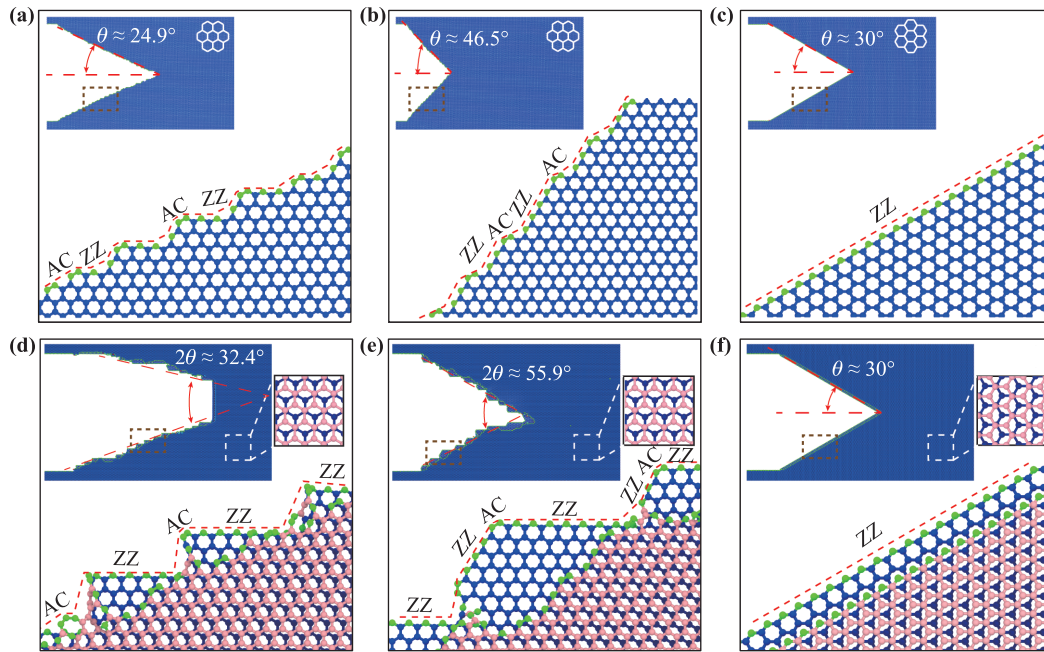 (a)
θ ≈ 24.9°
AC
ZZ
AC
ZZ
(b)
θ ≈ 46.5°
ZZ
AC
ZZ
AC
(c)
θ ≈ 30°
ZZ
(d)
2θ ≈ 32.4°
AC
ZZ
AC
ZZ
ZZ
(e)
2θ ≈ 55.9°
ZZ
ZZ
AC
ZZ
ZZ
AC
ZZ
(f)
θ ≈ 30°
ZZ